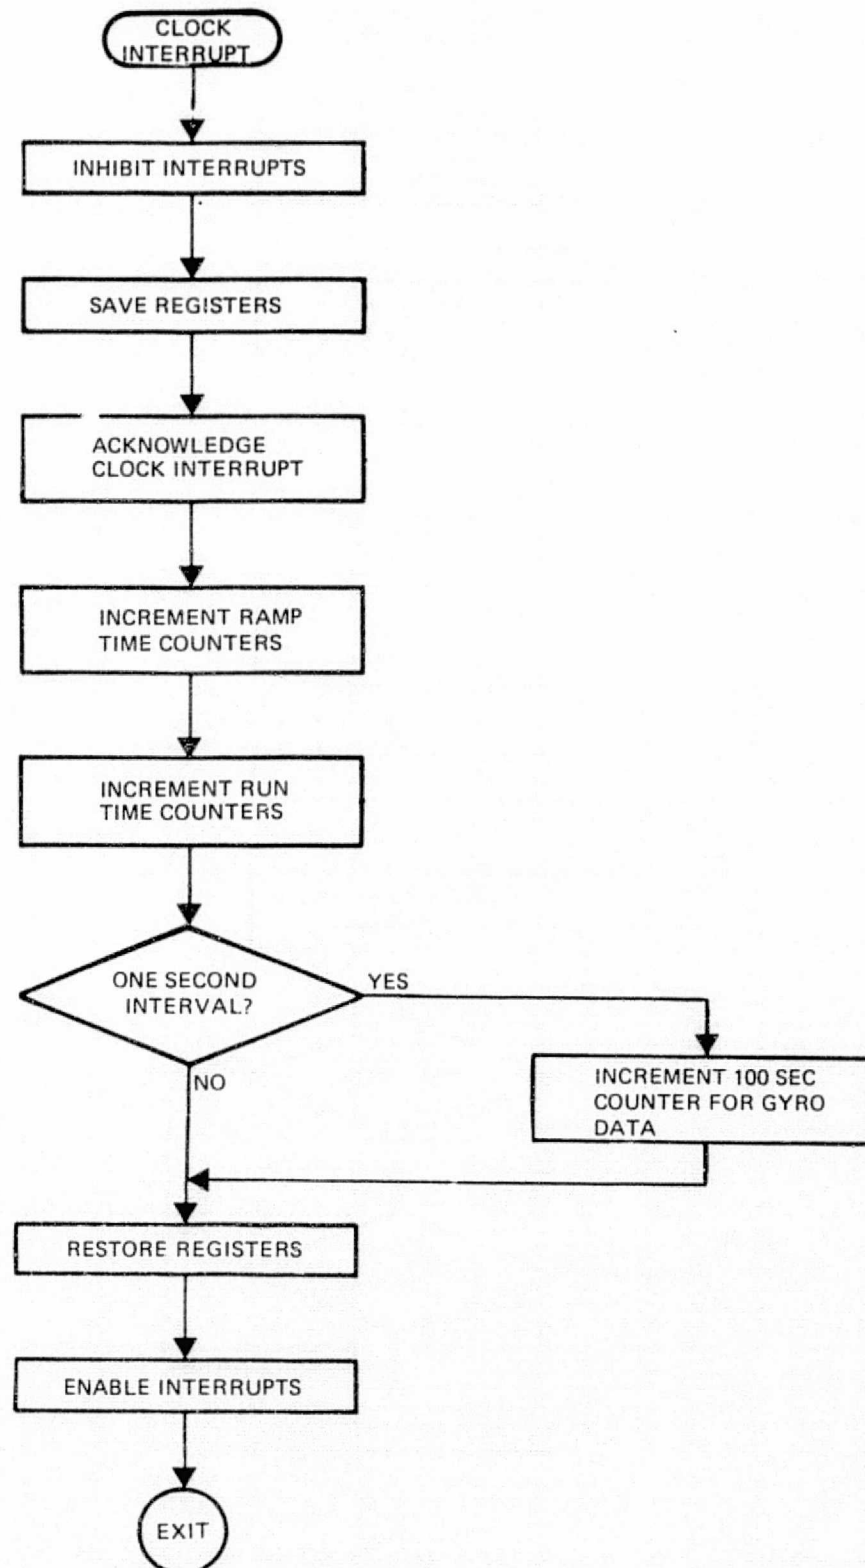 CLOCK
INTERRUPT
INHIBIT INTERRUPTS
SAVE REGISTERS
ACKNOWLEDGE
CLOCK INTERRUPT
INCREMENT RAMP
TIME COUNTERS
INCREMENT RUN
TIME COUNTERS
ONE SECOND
INTERVAL?
YES
NO
INCREMENT 100 SEC
COUNTER FOR GYRO
DATA
RESTORE REGISTERS
ENABLE INTERRUPTS
EXIT